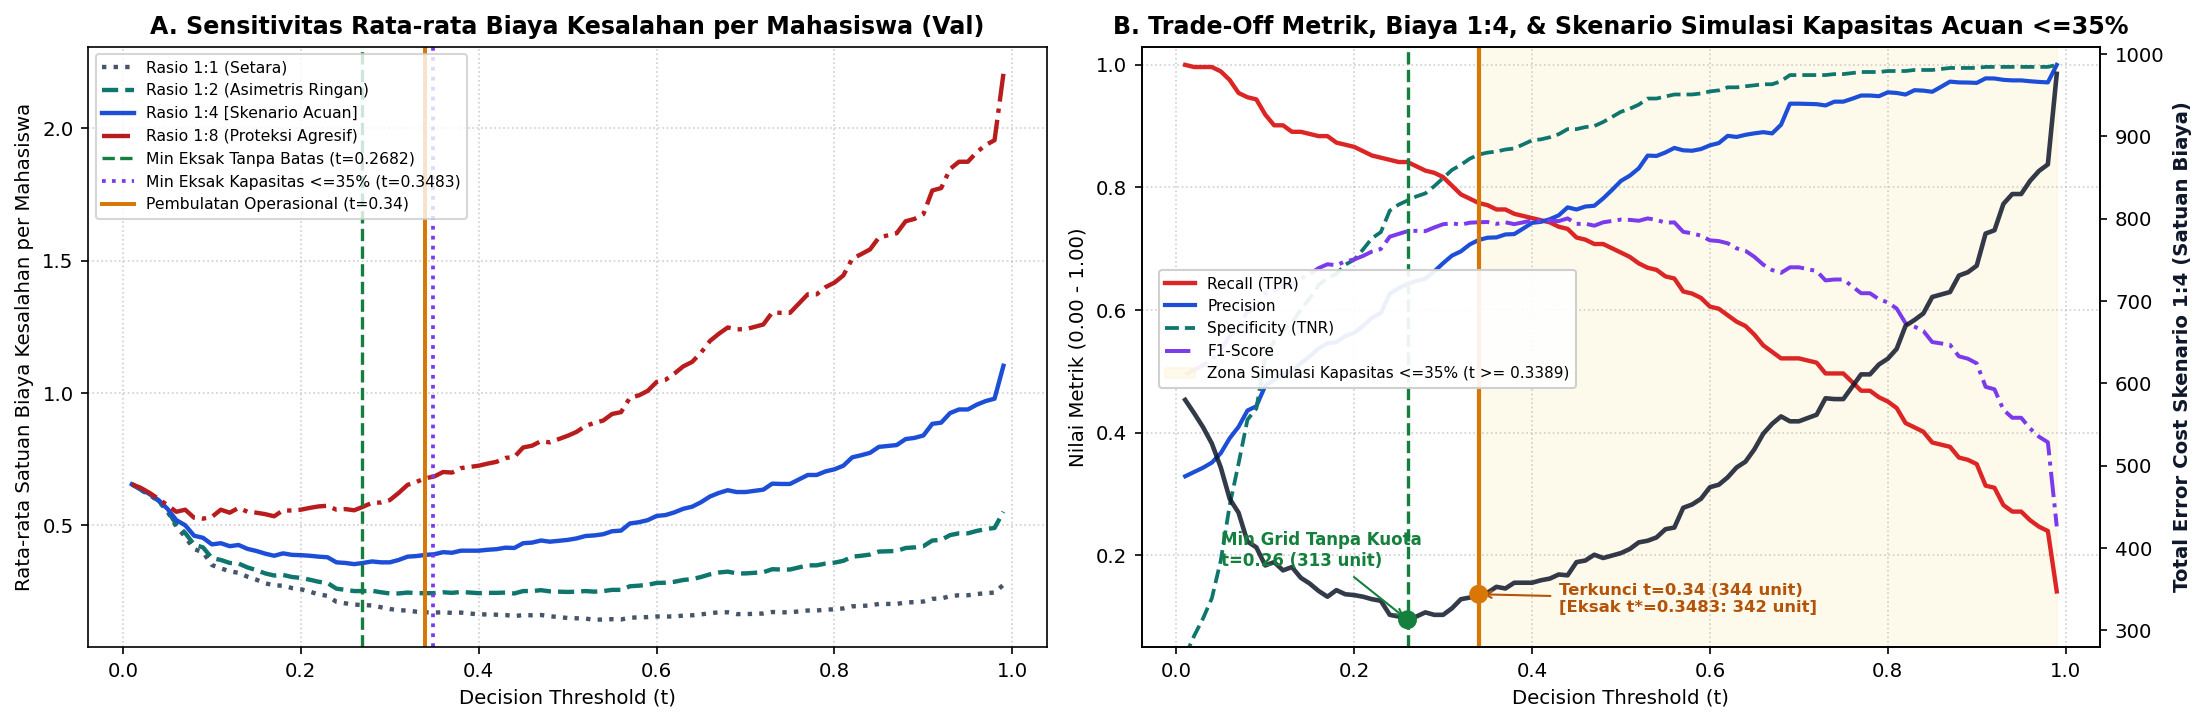 A. Sensitivitas Rata-rata Biaya Kesalahan per Mahasiswa (Val)
Rata-rata Satuan Biaya Kesalahan per Mahasiswa
2.0
1.5
1.0
0.5
Rasio 1:1 (Setara)
Rasio 1:2 (Asimetris Ringan)
Rasio 1:4 [Skenario Acuan]
Rasio 1:8 (Proteksi Agresif)
Min Eksak Tanpa Batas (t=0.2682)
Min Eksak Kapasitas <=35% (t=0.3483)
Pembulatan Operasional (t=0.34)
0.0 0.2 0.4 0.6 0.8 1.0
Decision Threshold (t)
B. Trade-Off Metrik, Biaya 1:4, & Skenario Simulasi Kapasitas Acuan <=35%
Nilai Metrik (0.00 - 1.00)
1.0
0.8
0.6
0.4
0.2
Recall (TPR)
Precision
Specificity (TNR)
F1-Score
Zona Simulasi Kapasitas <=35% (t >= 0.3389)
Min Grid Tanpa Kuota
t=0.26 (313 unit)
Terkunci t=0.34 (344 unit)
[Eksak t*=0.3483: 342 unit]
0.0 0.2 0.4 0.6 0.8 1.0
Decision Threshold (t)
1000
900
800
700
600
500
400
300
Total Error Cost Skenario 1:4 (Satuan Biaya)